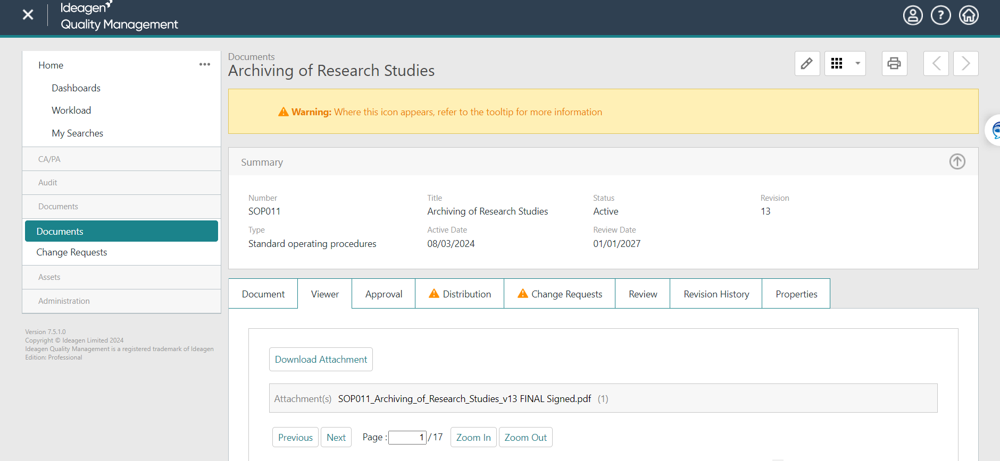 Ideagen
Quality Management
Home
Dashboards
Workload
My Searches
CA/PA
Audit
Documents
Documents
Change Requests
Assets
Administration
Version 7.5.1.0
Copyright © Ideagen Limited 2024
Ideagen Quality Management is a registered trademark of Ideagen
Edition: Professional
Documents
Archiving of Research Studies
Warning: Where this icon appears, refer to the tooltip for more information
Summary
Number Title Status Revision
SOP011 Archiving of Research Studies Active 13
Type Active Date Review Date
Standard operating procedures 08/03/2024 01/01/2027
Document Viewer Approval Distribution Change Requests Review Revision History Properties
Download Attachment
Attachment(s) SOP011_Archiving_of_Research_Studies_v13 FINAL Signed.pdf (1)
Previous Next Page : 1 / 17 Zoom In Zoom Out